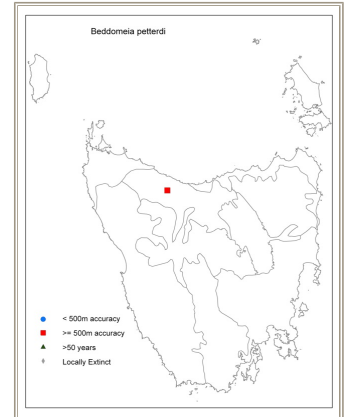 Beddomeia petterdi
< 500m accuracy
>= 500m accuracy
>50 years
Locally Extinct